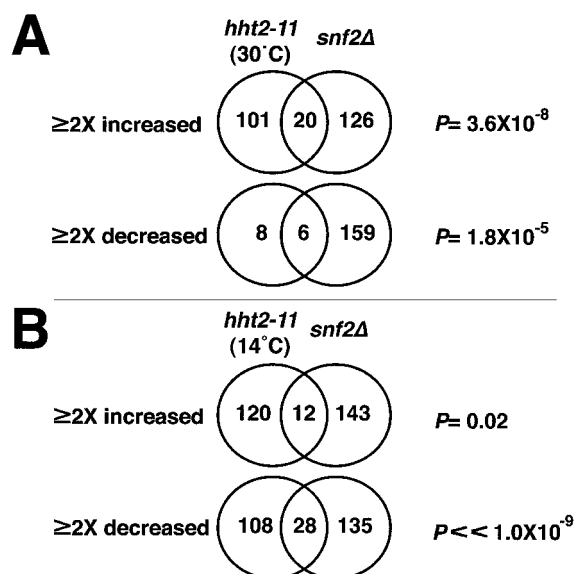 A
hht2-11 snf2Δ
(30˚C)
≥2X increased 101 20 126 P= 3.6X10⁻⁸
≥2X decreased 8 6 159 P= 1.8X10⁻⁵
B
hht2-11 snf2Δ
(14˚C)
≥2X increased 120 12 143 P= 0.02
≥2X decreased 108 28 135 P<< 1.0X10⁻⁹